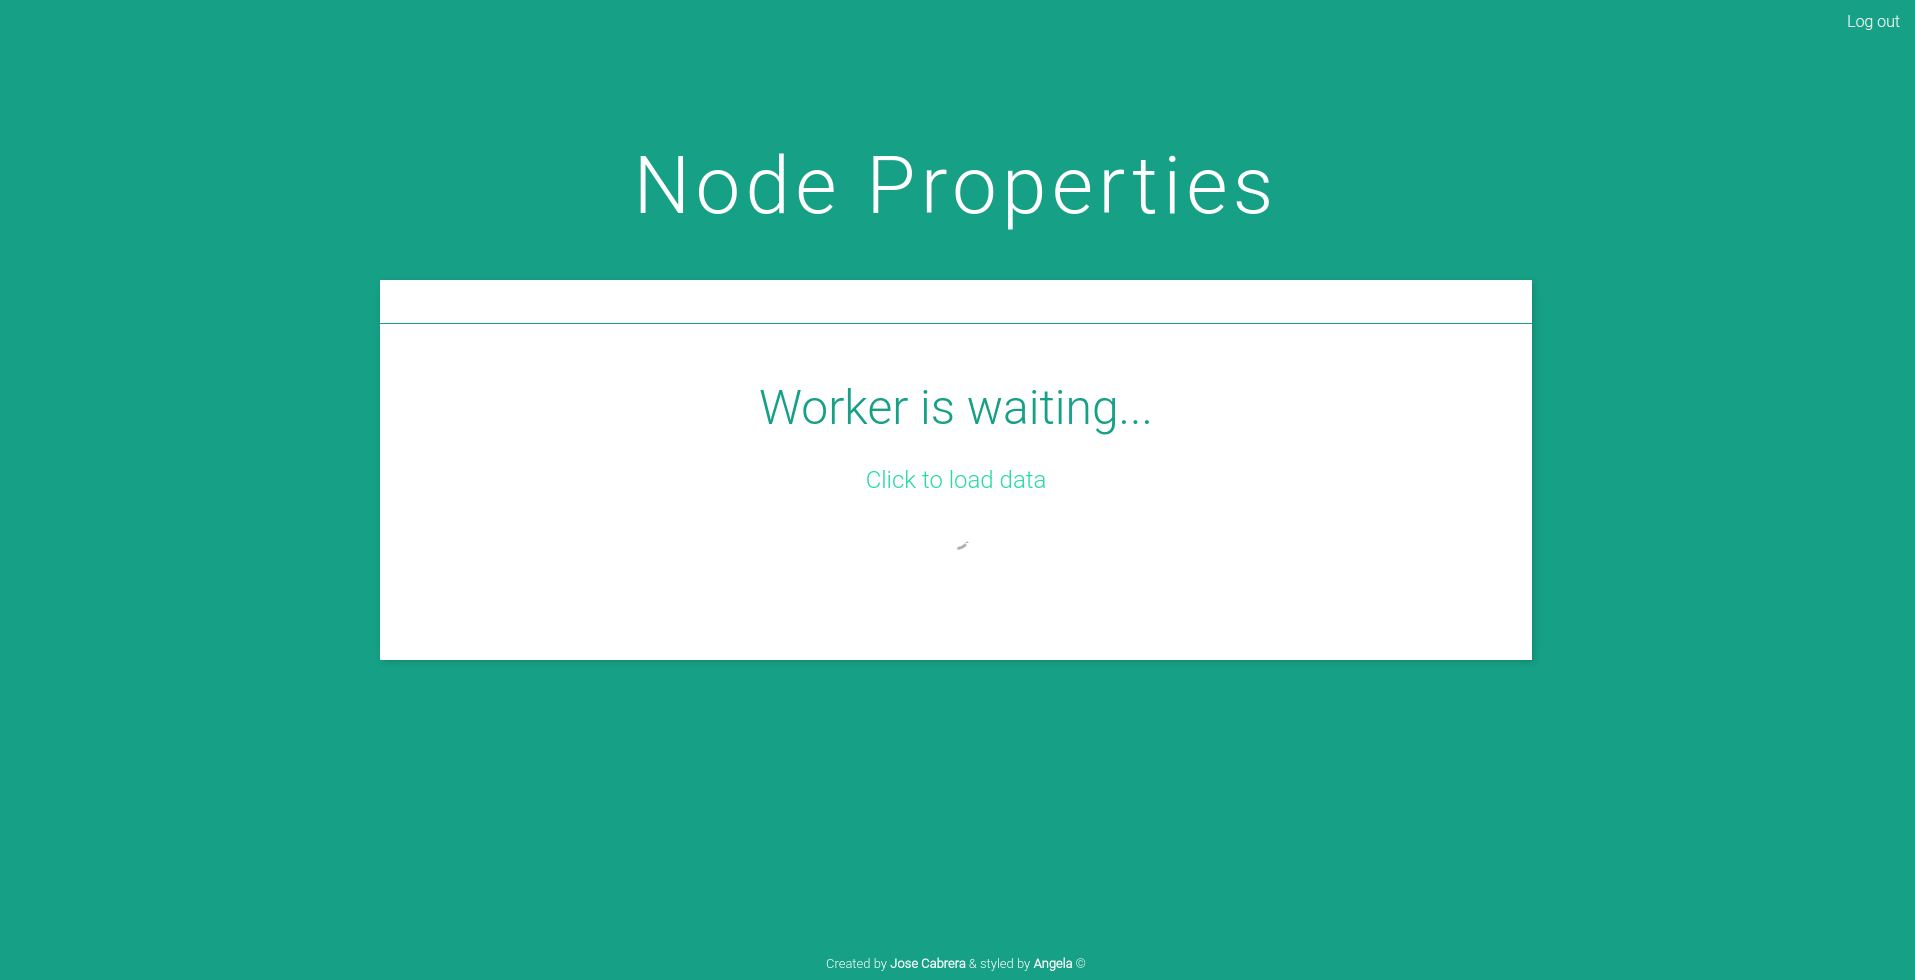 Log out
Node Properties
Worker is waiting...
Click to load data
Created by Jose Cabrera & styled by Angela ©